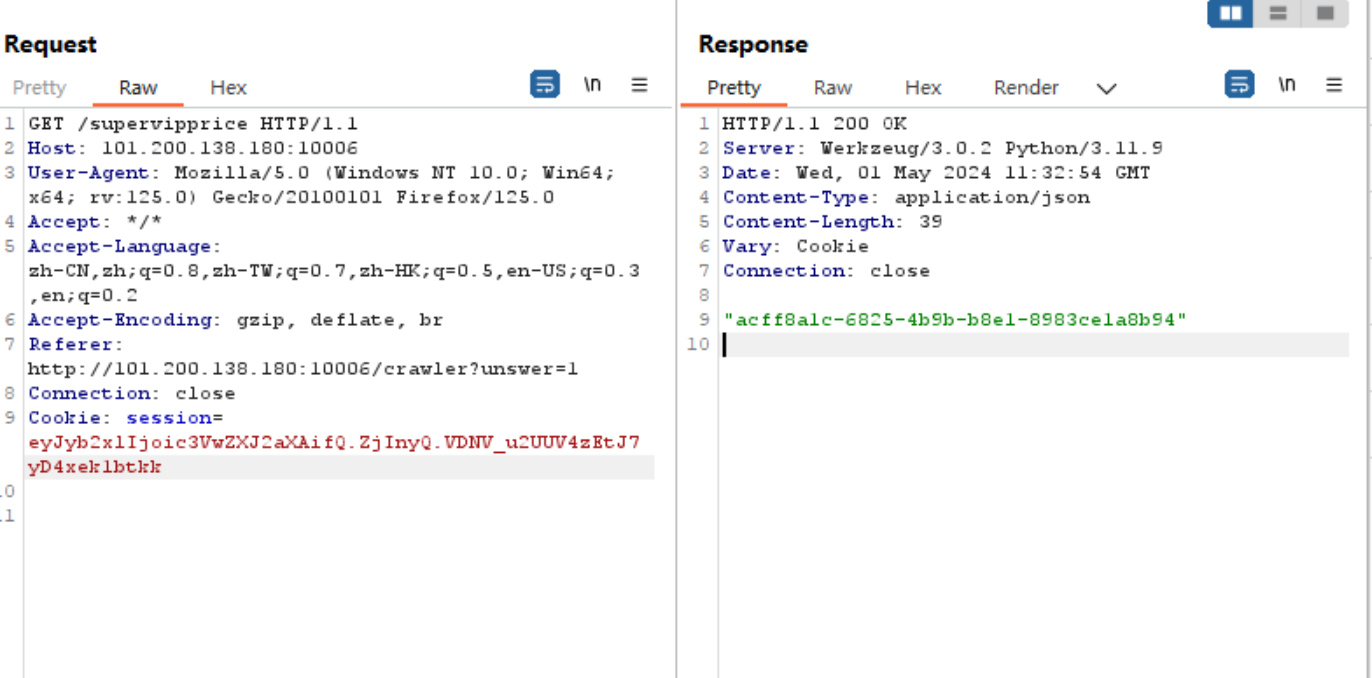 Request
Pretty Raw Hex \n
1 GET /supervipprice HTTP/1.1
2 Host: 101.200.138.180:10006
3 User-Agent: Mozilla/5.0 (Windows NT 10.0; Win64;
x64; rv:125.0) Gecko/20100101 Firefox/125.0
4 Accept: */*
5 Accept-Language:
zh-CN,zh;q=0.8,zh-TW;q=0.7,zh-HK;q=0.5,en-US;q=0.3
,en;q=0.2
6 Accept-Encoding: gzip, deflate, br
7 Referer:
http://101.200.138.180:10006/crawler?unswer=1
8 Connection: close
9 Cookie: session=
eyJyb2xlIjoic3VwZXJ2aXAifQ.ZjInyQ.VDNV_u2UUV4zEtJ7
yD4xek1btkk
10
11
Response
Pretty Raw Hex Render \n
1 HTTP/1.1 200 OK
2 Server: Werkzeug/3.0.2 Python/3.11.9
3 Date: Wed, 01 May 2024 11:32:54 GMT
4 Content-Type: application/json
5 Content-Length: 39
6 Vary: Cookie
7 Connection: close
8
9 "acff8a1c-6825-4b9b-b8e1-8983ce1a8b94"
10